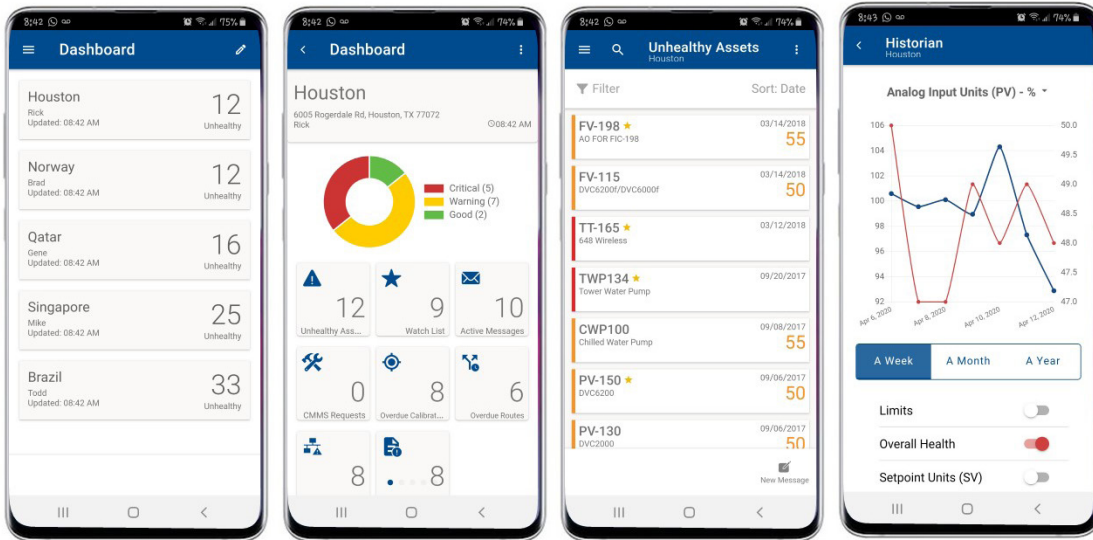 8:42
75%
Dashboard
Houston
Rick
Updated: 08:42 AM
12
Unhealthy
Norway
Brad
Updated: 08:42 AM
12
Unhealthy
Qatar
Gene
Updated: 08:42 AM
16
Unhealthy
Singapore
Mike
Updated: 08:42 AM
25
Unhealthy
Brazil
Todd
Updated: 08:42 AM
33
Unhealthy
8:42
74%
Dashboard
Houston
6005 Rogerdale Rd, Houston, TX 77072
Rick
08:42 AM
Critical (5)
Warning (7)
Good (2)
12
Unhealthy Ass...
9
Watch List
10
Active Messages
0
CMMS Requests
8
Overdue Calibrat...
6
Overdue Routes
8
8
8:42
74%
Unhealthy Assets
Houston
Filter
Sort: Date
FV-198
AO FOR FIC-198
03/14/2018
55
FV-115
DVC6200f/DVC6000f
03/14/2018
50
TT-165
648 Wireless
03/12/2018
TWP134
Tower Water Pump
09/20/2017
CWP100
Chilled Water Pump
09/08/2017
55
PV-150
DVC6200
09/06/2017
50
PV-130
DVC2000
09/06/2017
50
New Message
8:43
74%
Historian
Houston
Analog Input Units (PV) - %
106
104
102
100
98
96
94
92
50.0
49.5
49.0
48.5
48.0
47.5
47.0
Apr 6, 2020
Apr 8, 2020
Apr 10, 2020
Apr 12, 2020
A Week
A Month
A Year
Limits
Overall Health
Setpoint Units (SV)